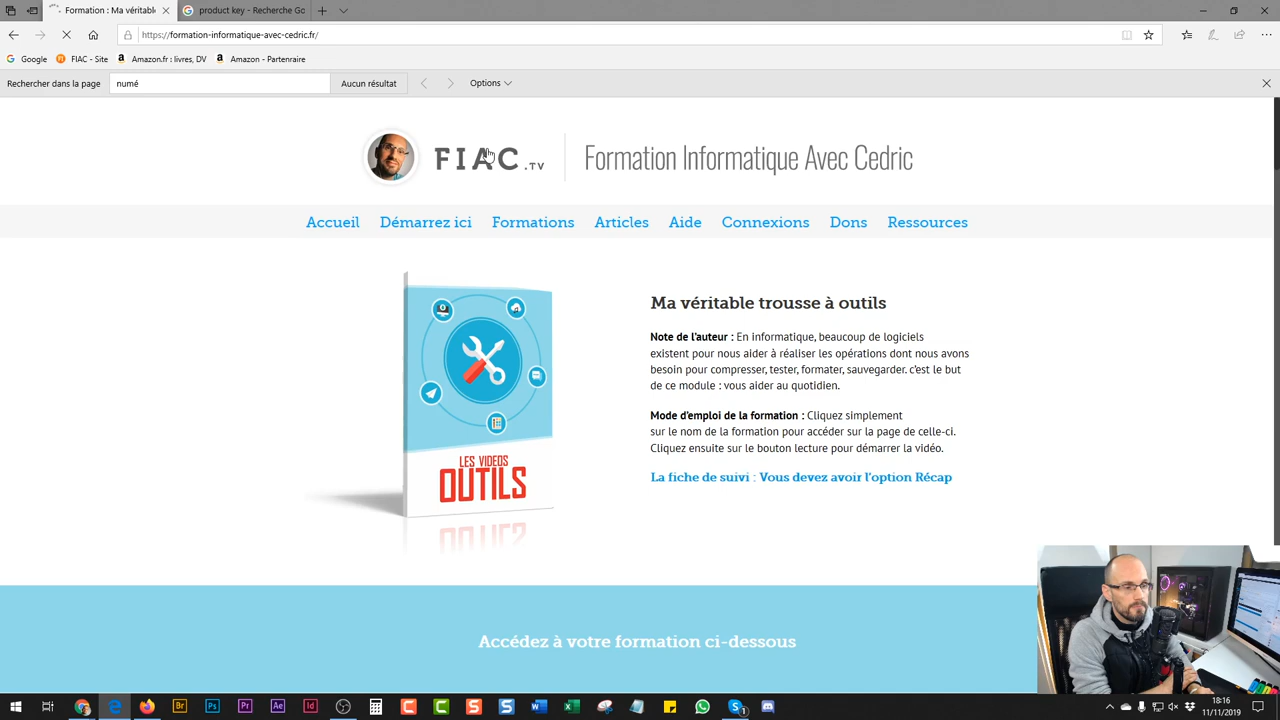 Formation : Ma véritable
product key - Recherche Go
https://formation-informatique-avec-cedric.fr/
Google
FIAC - Site
Amazon.fr : livres, DV
Amazon - Partenraire
Rechercher dans la page
numé
Aucun résultat
Options
FIAC.TV
Formation Informatique Avec Cedric
Accueil
Démarrez ici
Formations
Articles
Aide
Connexions
Dons
Ressources
LES VIDEOS
OUTILS
Ma véritable trousse à outils
Note de l'auteur : En informatique, beaucoup de logiciels
existent pour nous aider à réaliser les opérations dont nous avons
besoin pour compresser, tester, formater, sauvegarder. c'est le but
de ce module : vous aider au quotidien.
Mode d'emploi de la formation : Cliquez simplement
sur le nom de la formation pour accéder sur la page de celle-ci.
Cliquez ensuite sur le bouton lecture pour démarrer la vidéo.
La fiche de suivi : Vous devez avoir l'option Récap
Accédez à votre formation ci-dessous
18:16
11/11/2019